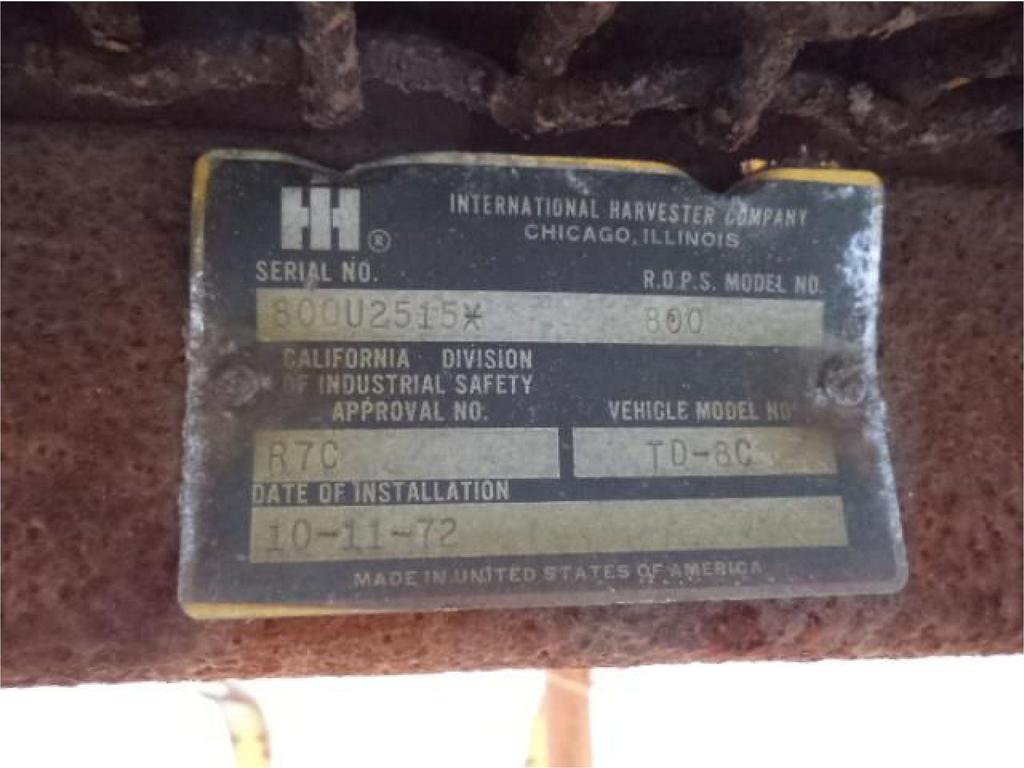 IH ®
INTERNATIONAL HARVESTER COMPANY
CHICAGO, ILLINOIS
SERIAL NO. R.O.P.S. MODEL NO.
800U2515* 800
CALIFORNIA DIVISION
OF INDUSTRIAL SAFETY
APPROVAL NO. VEHICLE MODEL NO.
R7C TD-8C
DATE OF INSTALLATION
10-11-72
MADE IN UNITED STATES OF AMERICA